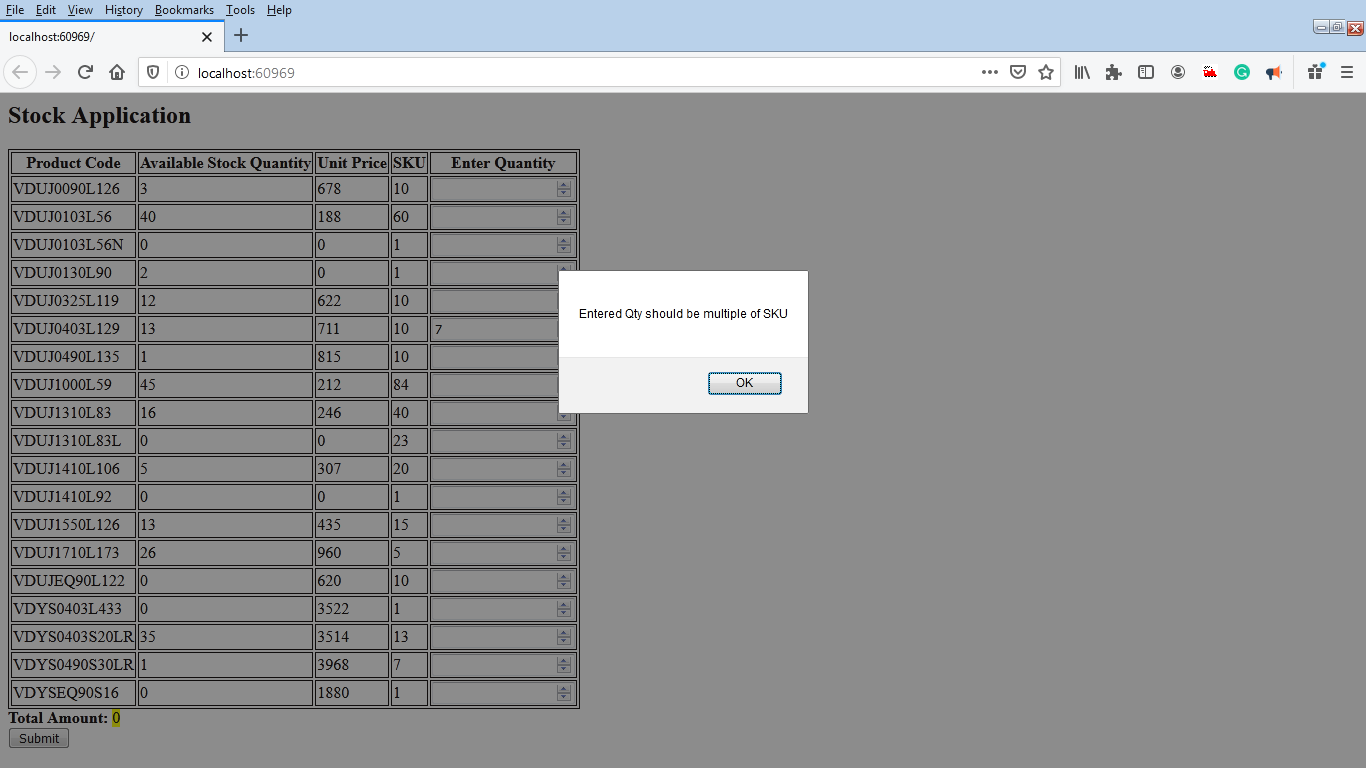 File Edit View History Bookmarks Tools Help
localhost:60969/
localhost:60969
Stock Application
Product Code Available Stock Quantity Unit Price SKU Enter Quantity
VDUJ0090L126 3 678 10
VDUJ0103L56 40 188 60
VDUJ0103L56N 0 0 1
VDUJ0130L90 2 0 1
VDUJ0325L119 12 622 10
VDUJ0403L129 13 711 10 7
VDUJ0490L135 1 815 10
VDUJ1000L59 45 212 84
VDUJ1310L83 16 246 40
VDUJ1310L83L 0 0 23
VDUJ1410L106 5 307 20
VDUJ1410L92 0 0 1
VDUJ1550L126 13 435 15
VDUJ1710L173 26 960 5
VDUJEQ90L122 0 620 10
VDYS0403L433 0 3522 1
VDYS0403S20LR 35 3514 13
VDYS0490S30LR 1 3968 7
VDYSEQ90S16 0 1880 1
Total Amount: 0
Submit
Entered Qty should be multiple of SKU
OK